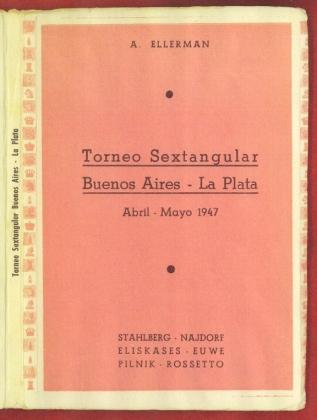 A. ELLERMAN
Torneo Sextangular
Buenos Aires - La Plata
Abril - Mayo 1947
STAHLBERG - NAJDORF
ELISKASES - EUWE
PILNIK - ROSSETTO
Torneo Sextangular Buenos Aires - La Plata